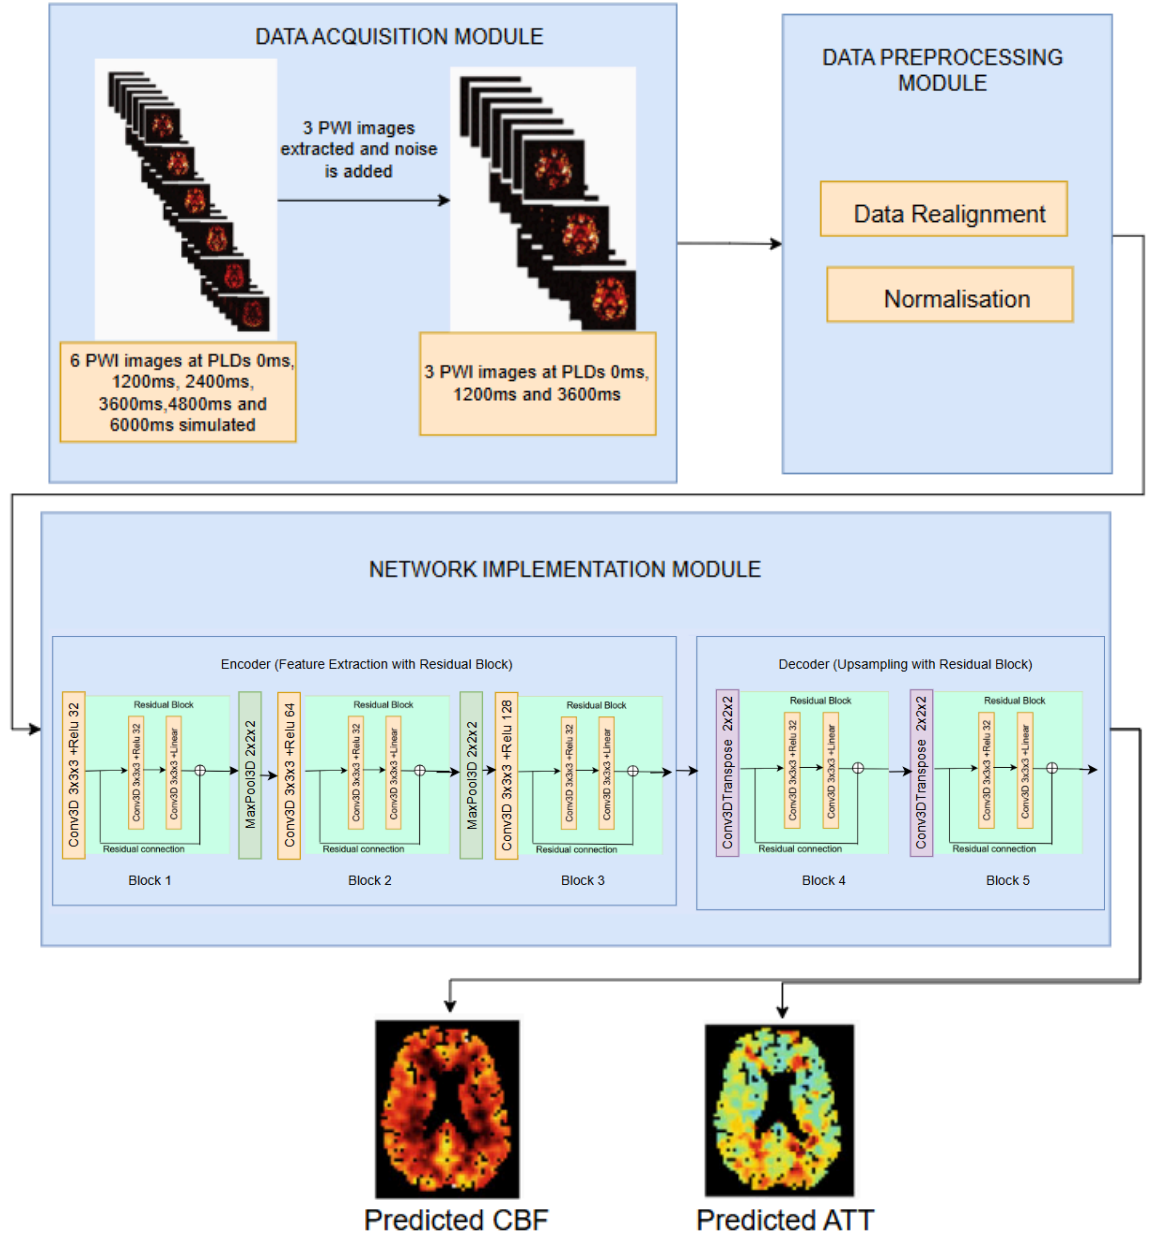 DATA ACQUISITION MODULE
3 PWI images
extracted and noise
is added
6 PWI images at PLDs 0ms,
1200ms, 2400ms,
3600ms,4800ms and
6000ms simulated
3 PWI images at PLDs 0ms,
1200ms and 3600ms
DATA PREPROCESSING
MODULE
Data Realignment
Normalisation
NETWORK IMPLEMENTATION MODULE
Encoder (Feature Extraction with Residual Block)
Conv3D 3x3x3 +Relu 32
Residual Block
Conv3D 3x3x3 +Relu 32
Conv3D 3x3x3 +Linear
Residual connection
Block 1
MaxPool3D 2x2x2
Conv3D 3x3x3 +Relu 64
Residual Block
Conv3D 3x3x3 +Relu 32
Conv3D 3x3x3 +Linear
Residual connection
Block 2
MaxPool3D 2x2x2
Conv3D 3x3x3 +Relu 128
Residual Block
Conv3D 3x3x3 +Relu 32
Conv3D 3x3x3 +Linear
Residual connection
Block 3
Decoder (Upsampling with Residual Block)
Conv3DTranspose 2x2x2
Residual Block
Conv3D 3x3x3 +Relu 32
Conv3D 3x3x3 +Linear
Residual connection
Block 4
Conv3DTranspose 2x2x2
Residual Block
Conv3D 3x3x3 +Relu 32
Conv3D 3x3x3 +Linear
Residual connection
Block 5
Predicted CBF
Predicted ATT